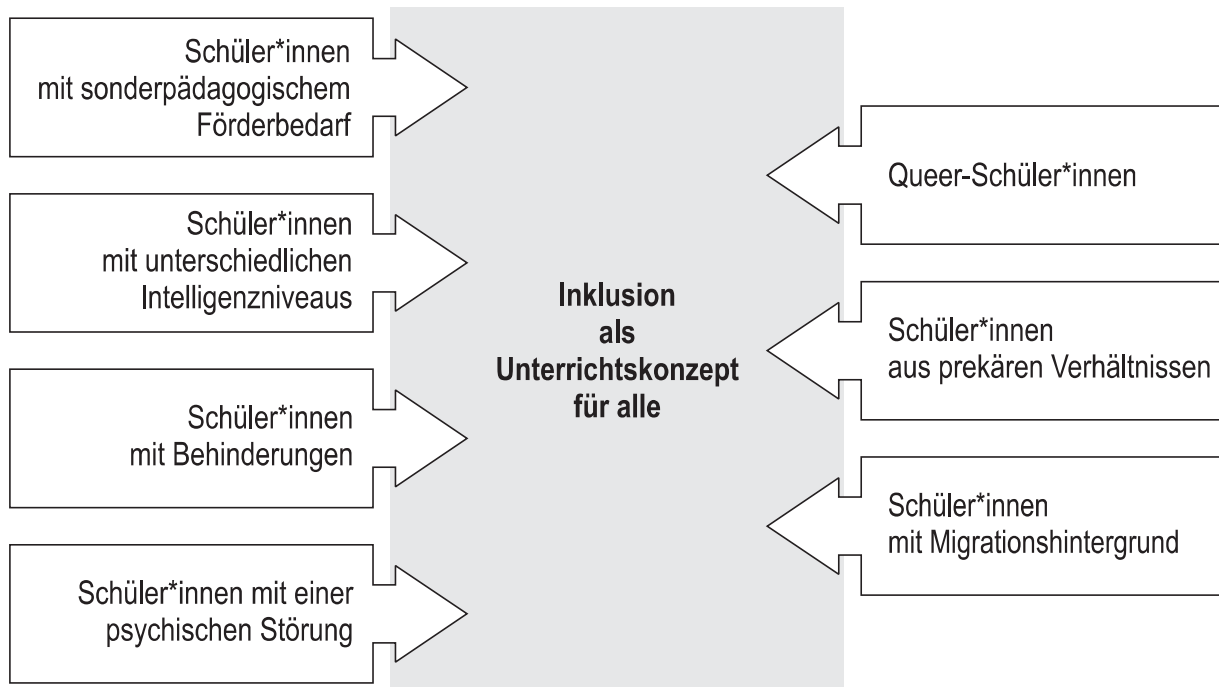 Schüler*innen
mit sonderpädagogischem
Förderbedarf
Schüler*innen
mit unterschiedlichen
Intelligenzniveaus
Schüler*innen
mit Behinderungen
Schüler*innen mit einer
psychischen Störung
Inklusion
als
Unterrichtskonzept
für alle
Queer-Schüler*innen
Schüler*innen
aus prekären Verhältnissen
Schüler*innen
mit Migrationshintergrund